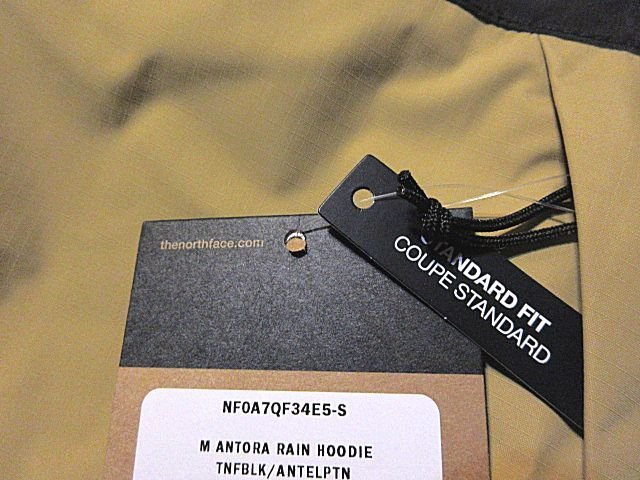 thenorthface.com
STANDARD FIT
COUPE STANDARD
NF0A7QF34E5-S
M ANTORA RAIN HOODIE
TNFBLK/ANTELPTN